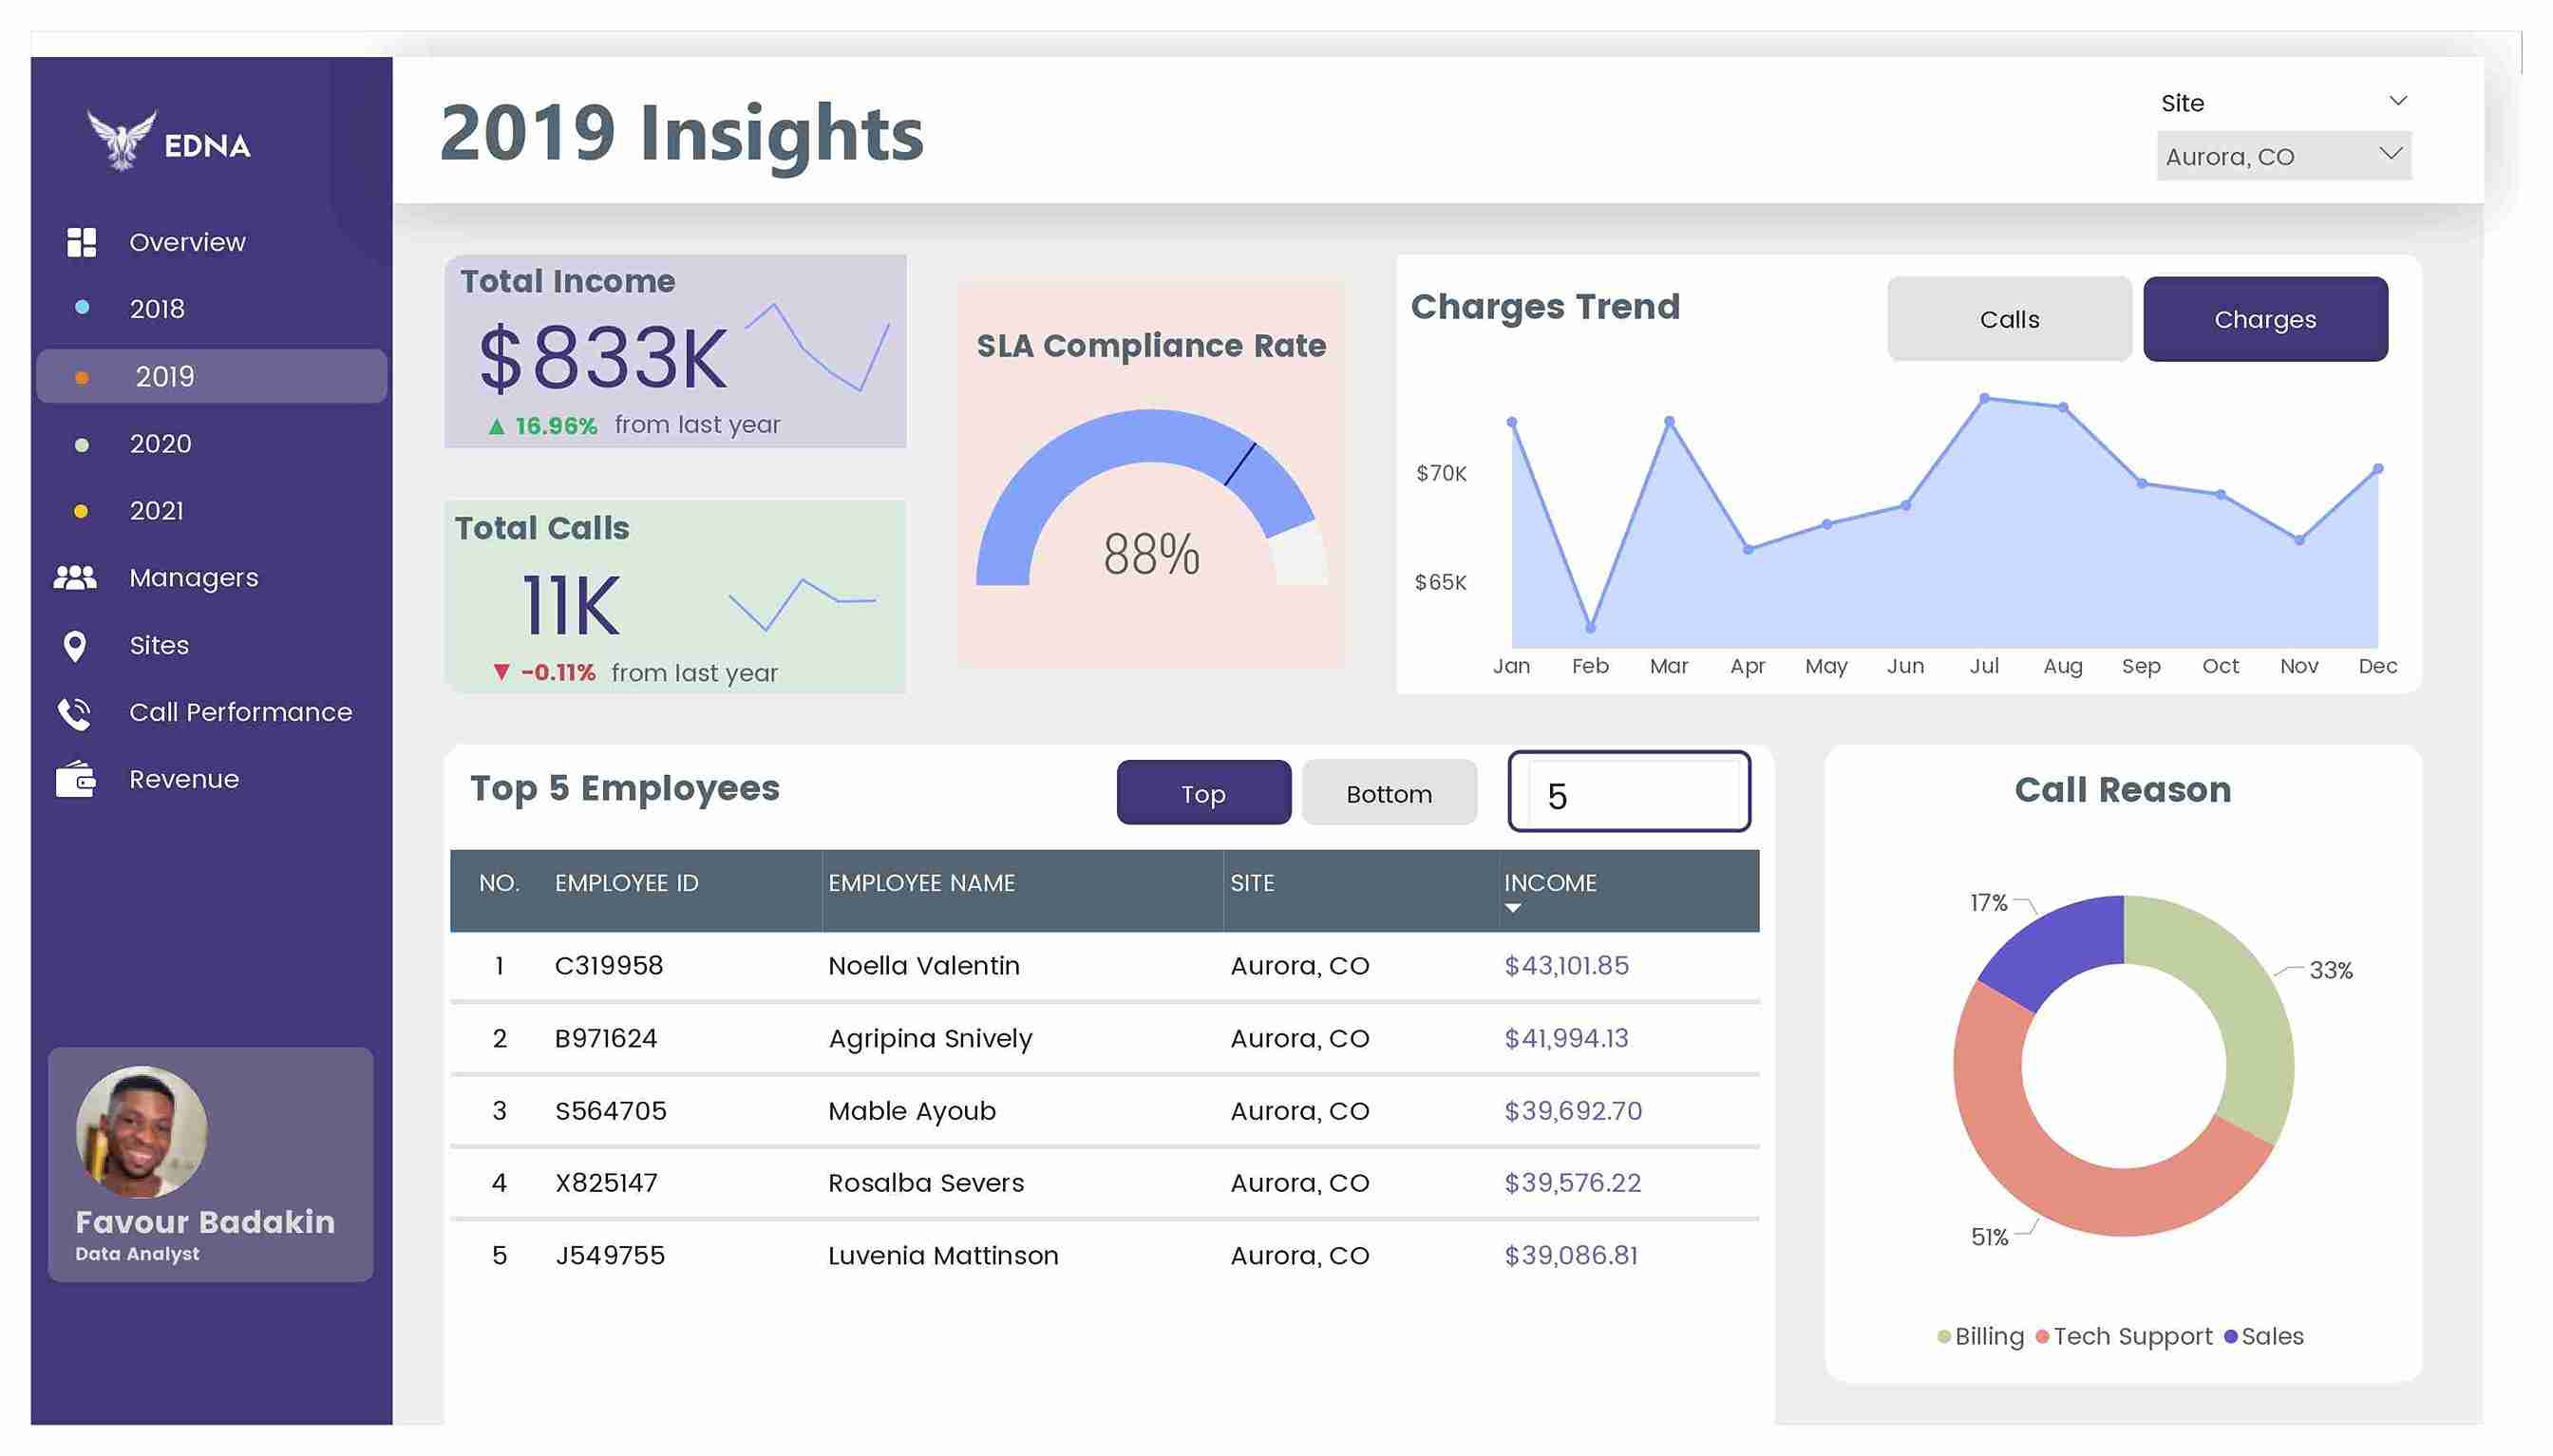 EDNA
Overview
2018
2019
2020
2021
Managers
Sites
Call Performance
Revenue
Favour Badakin
Data Analyst
2019 Insights
Site
Aurora, CO
Total Income
$833K
▲ 16.96% from last year
Total Calls
11K
▼ -0.11% from last year
SLA Compliance Rate
88%
Charges Trend
Calls
Charges
$70K
$65K
Jan Feb Mar Apr May Jun Jul Aug Sep Oct Nov Dec
Top 5 Employees
Top
Bottom
5
NO. EMPLOYEE ID EMPLOYEE NAME SITE INCOME
1 C319958 Noella Valentin Aurora, CO $43,101.85
2 B971624 Agripina Snively Aurora, CO $41,994.13
3 S564705 Mable Ayoub Aurora, CO $39,692.70
4 X825147 Rosalba Severs Aurora, CO $39,576.22
5 J549755 Luvenia Mattinson Aurora, CO $39,086.81
Call Reason
17%
33%
51%
Billing Tech Support Sales